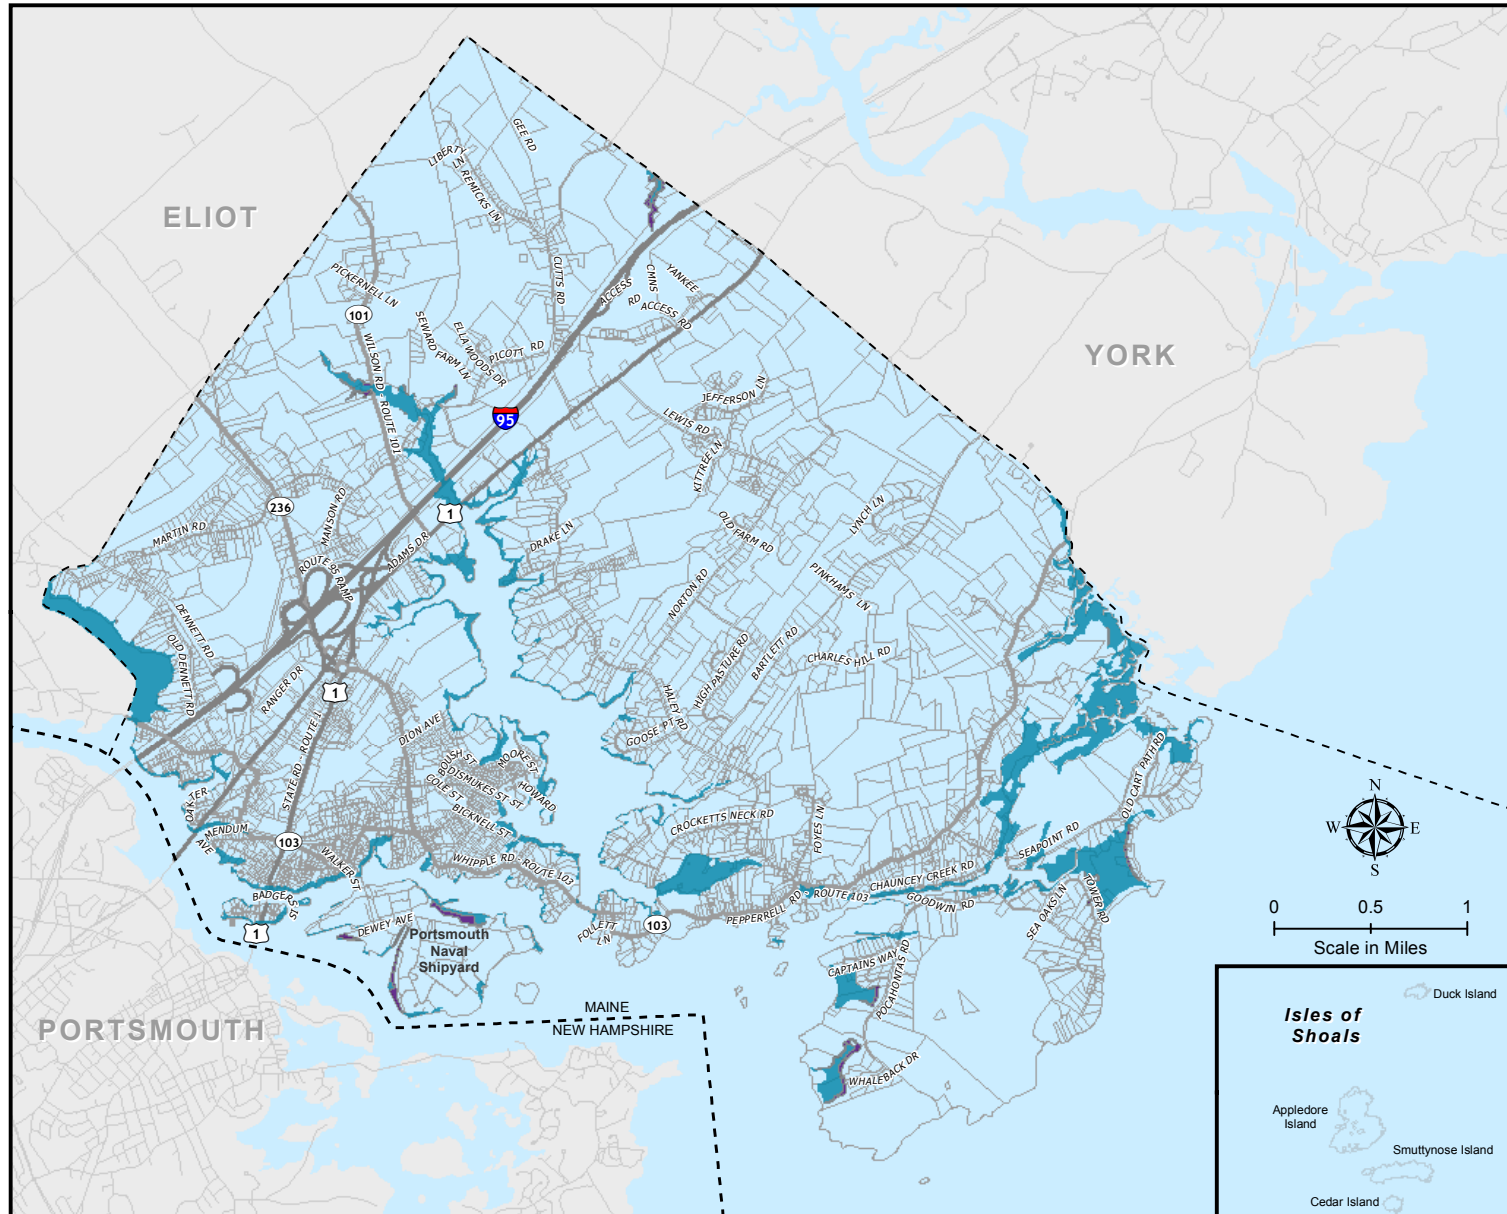 GEE RD
LIBERTY
LN
REMICKS LN
ELIOT
CUTTS RD
PICKERNELL LN
ACCESS
RD
CMNS
YANKEE
ACCESS RD
101
SEWARD
FARM LN
ELLA WOODS DR
PICOTT RD
YORK
WILSON RD - ROUTE 101
95
JEFFERSON LN
LEWIS RD
KITTREE LN
236
MANSON RD
MARTIN RD
1
ADAMS DR
DRAKE LN
OLD FARM RD
LYNCH LN
ROUTE 95 RAMP
NORTON RD
PINKHAMS LN
DENNETT RD
OLD DENNETT RD
HIGH PASTURE RD
BARTLETT RD
CHARLES HILL RD
RANGER DR
1
HALEY RD
GOOSE PT
DION AVE
STATE RD - ROUTE 1
BOUSH ST
MOORE ST
DISMUKES ST
ST
COLE ST
HOWARD
BICKNELL ST
OLD CART PATH RD
N
W
E
S
OAK
TER
MENDUM
AVE
103
WALKER ST
WHIPPLE RD - ROUTE 103
CROCKETTS NECK RD
FOYES LN
SEAPOINT RD
CHAUNCEY CREEK RD
BADGERS
ST
1
DEWEY AVE
Portsmouth
Naval
Shipyard
FOLLETT
LN
103
PEPPERRELL RD - ROUTE 103
GOODWIN RD
SEA OAKS LN
TOWER RD
0 0.5 1
Scale in Miles
CAPTAINS WAY
POCAHONTAS RD
WHALEBACK DR
MAINE
NEW HAMPSHIRE
PORTSMOUTH
Duck Island
Isles of
Shoals
Appledore
Island
Smuttynose Island
Cedar Island